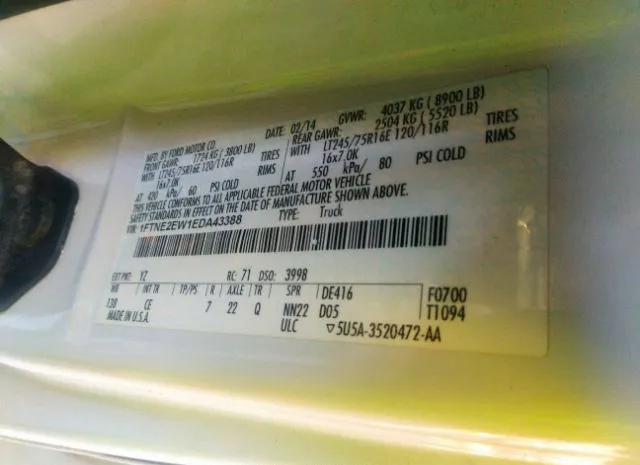 MFD. BY FORD MOTOR CO.
02/14 GVWR: 4037 KG ( 8900 LB)
FRONT GAWR: 1724 KG ( 3800 LB) REAR GAWR: 2504 KG ( 5520 LB)
WITH LT245/75R16E 120/116R TIRES WITH LT245/75R16E 120/116R TIRES
16x7.0K RIMS 16x7.0K RIMS
AT 420 kPa/ 60 PSI COLD AT 550 kPa/ 80 PSI COLD
THIS VEHICLE CONFORMS TO ALL APPLICABLE FEDERAL MOTOR VEHICLE
SAFETY STANDARDS IN EFFECT ON THE DATE OF MANUFACTURE SHOWN ABOVE.
VIN: 1FTNE2EW1EDA43388 TYPE: Truck
EXT PNT: YZ RC: 71 DSO: 3998
WB INT TR TP/PS R AXLE TR SPR DE416 F0700
138 CE 7 22 Q NN22 D05 T1094
MADE IN U.S.A. ULC ▽5U5A-3520472-AA